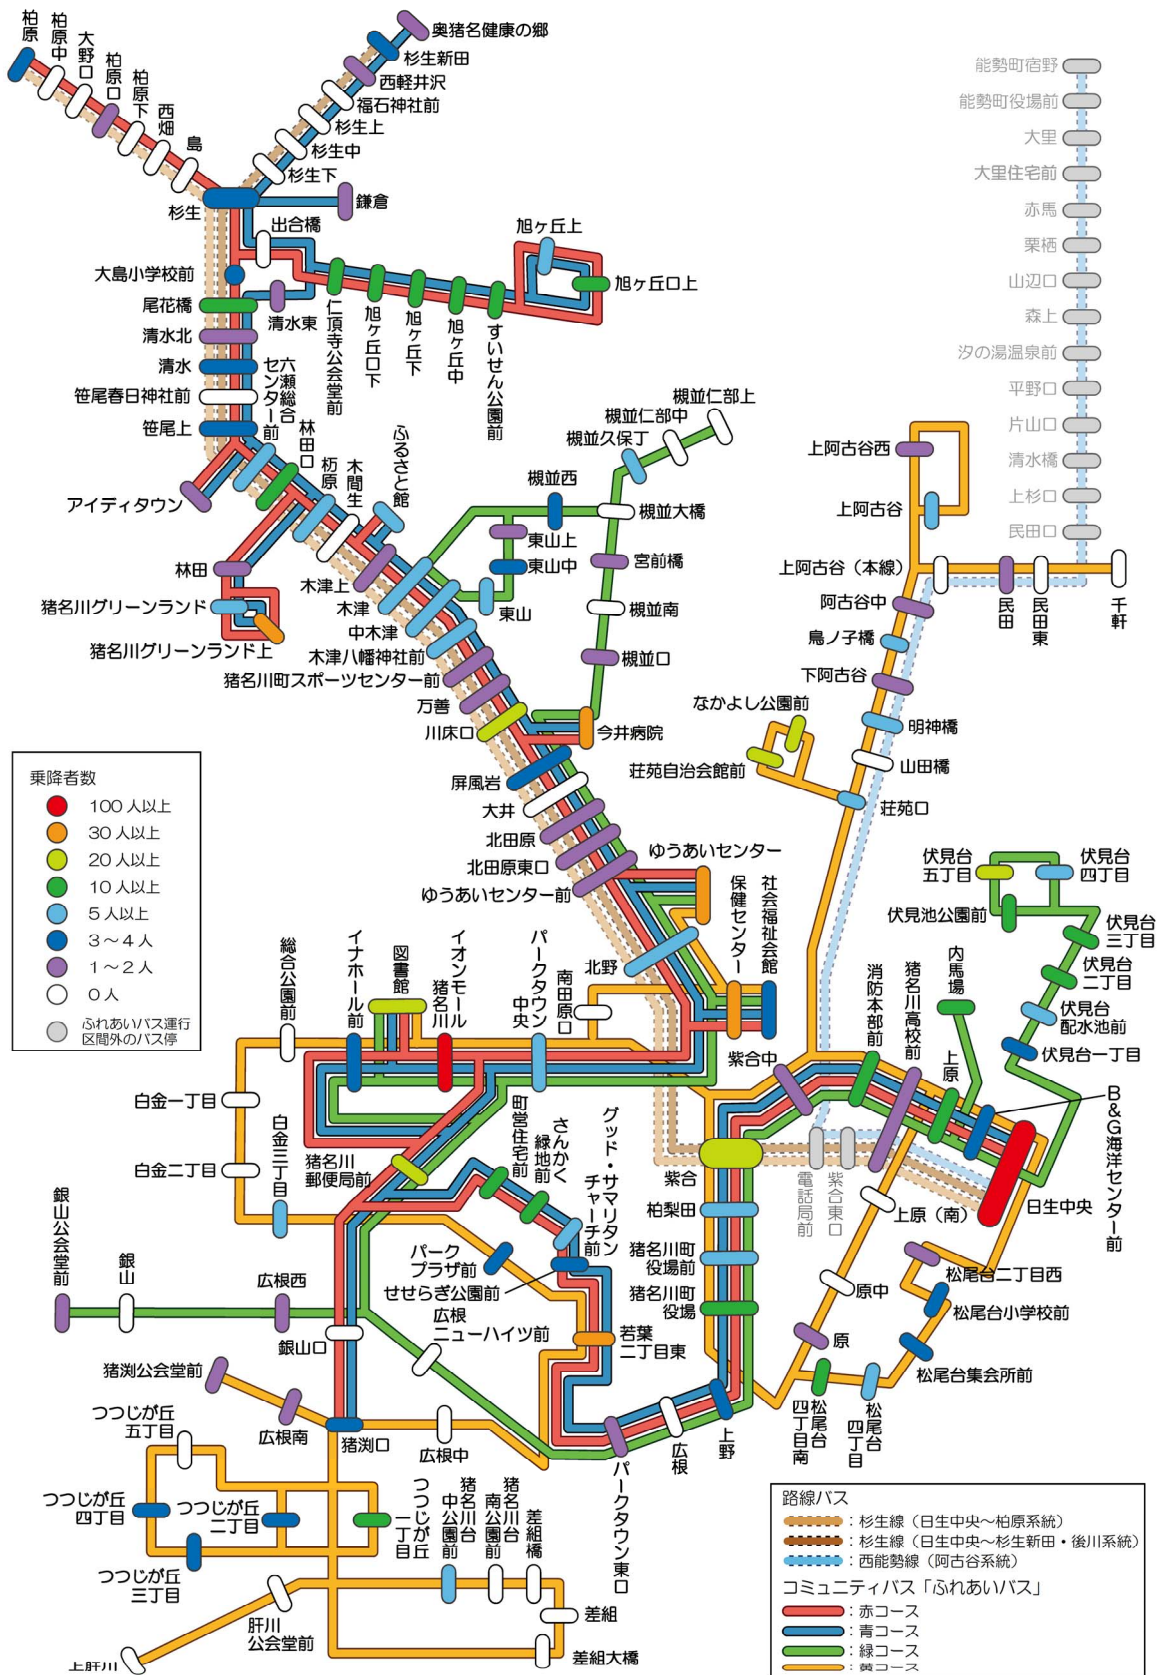 柏原
柏原中
大野口
柏原口
柏原下
西畑
島
奥猪名健康の郷
杉生新田
西軽井沢
福石神社前
杉生上
杉生中
杉生下
杉生
鎌倉
出合橋
大島小学校前
尾花橋
清水東
清水北
清水
笹尾春日神社前
笹尾上
六瀬総合
センター前
仁頂寺公会堂前
旭ヶ丘口下
旭ヶ丘下
旭ヶ丘中
すいせん公園前
旭ヶ丘上
旭ヶ丘口上
能勢町宿野
能勢町役場前
大里
大里住宅前
赤馬
栗栖
山辺口
森上
汐の湯温泉前
平野口
片山口
清水橋
上杉口
民田口
アイディタウン
林田口
栃原
木間生
ふるさと館
林田
猪名川グリーンランド
猪名川グリーンランド上
木津上
木津
中木津
木津八幡神社前
猪名川町スポーツセンター前
万善
川床口
槻並仁部上
槻並仁部中
槻並久保丁
槻並西
槻並大橋
東山上
東山中
東山
宮前橋
槻並南
槻並口
今井病院
上阿古谷西
上阿古谷
上阿古谷（本線）
民田
民田東
千軒
阿古谷中
鳥ノ子橋
下阿古谷
明神橋
山田橋
荘苑口
なかよし公園前
荘苑自治会館前
乗降者数
100 人以上
30 人以上
20 人以上
10 人以上
5 人以上
3～4 人
1～2 人
0 人
ふれあいバス運行
区間外のバス停
屏風岩
大井
北田原
北田原東口
ゆうあいセンター前
ゆうあいセンター
北野
保健センター
社会福祉会館
伏見台
五丁目
伏見台
四丁目
伏見池公園前
伏見台
三丁目
伏見台
二丁目
伏見台
配水池前
伏見台一丁目
総合公園前
イナホール前
図書館
イオンモール
猪名川
パークタウン
中央
南田原口
紫合中
消防本部前
猪名川高校前
内馬場
上原
B&G海洋センター前
日生中央
白金一丁目
白金二丁目
白金三丁目
猪名川
郵便局前
町営住宅前
さんかく
緑地前
グッド・サマリタン
チャーチ前
紫合
電話局前
紫合東口
上原（南）
柏梨田
猪名川町
役場前
猪名川町
役場
銀山公会堂前
銀山
広根西
銀山口
パーク
プラザ前
せせらぎ公園前
広根
ニューハイツ前
若葉
二丁目東
原中
原
松尾台二丁目西
松尾台小学校前
松尾台集会所前
松尾台
四丁目南
松尾台
四丁目
猪渕公会堂前
広根南
猪渕口
広根中
パークタウン東口
広根
上野
つつじが丘
五丁目
つつじが丘
四丁目
つつじが丘
二丁目
つつじが丘
三丁目
つつじが丘
一丁目
猪名川台
中公園前
猪名川台
南公園前
差組橋
差組
差組大橋
肝川
公会堂前
上肝川
路線バス
：杉生線（日生中央～柏原系統）
：杉生線（日生中央～杉生新田・後川系統）
：西能勢線（阿古谷系統）
コミュニティバス「ふれあいバス」
：赤コース
：青コース
：緑コース
：黄コース